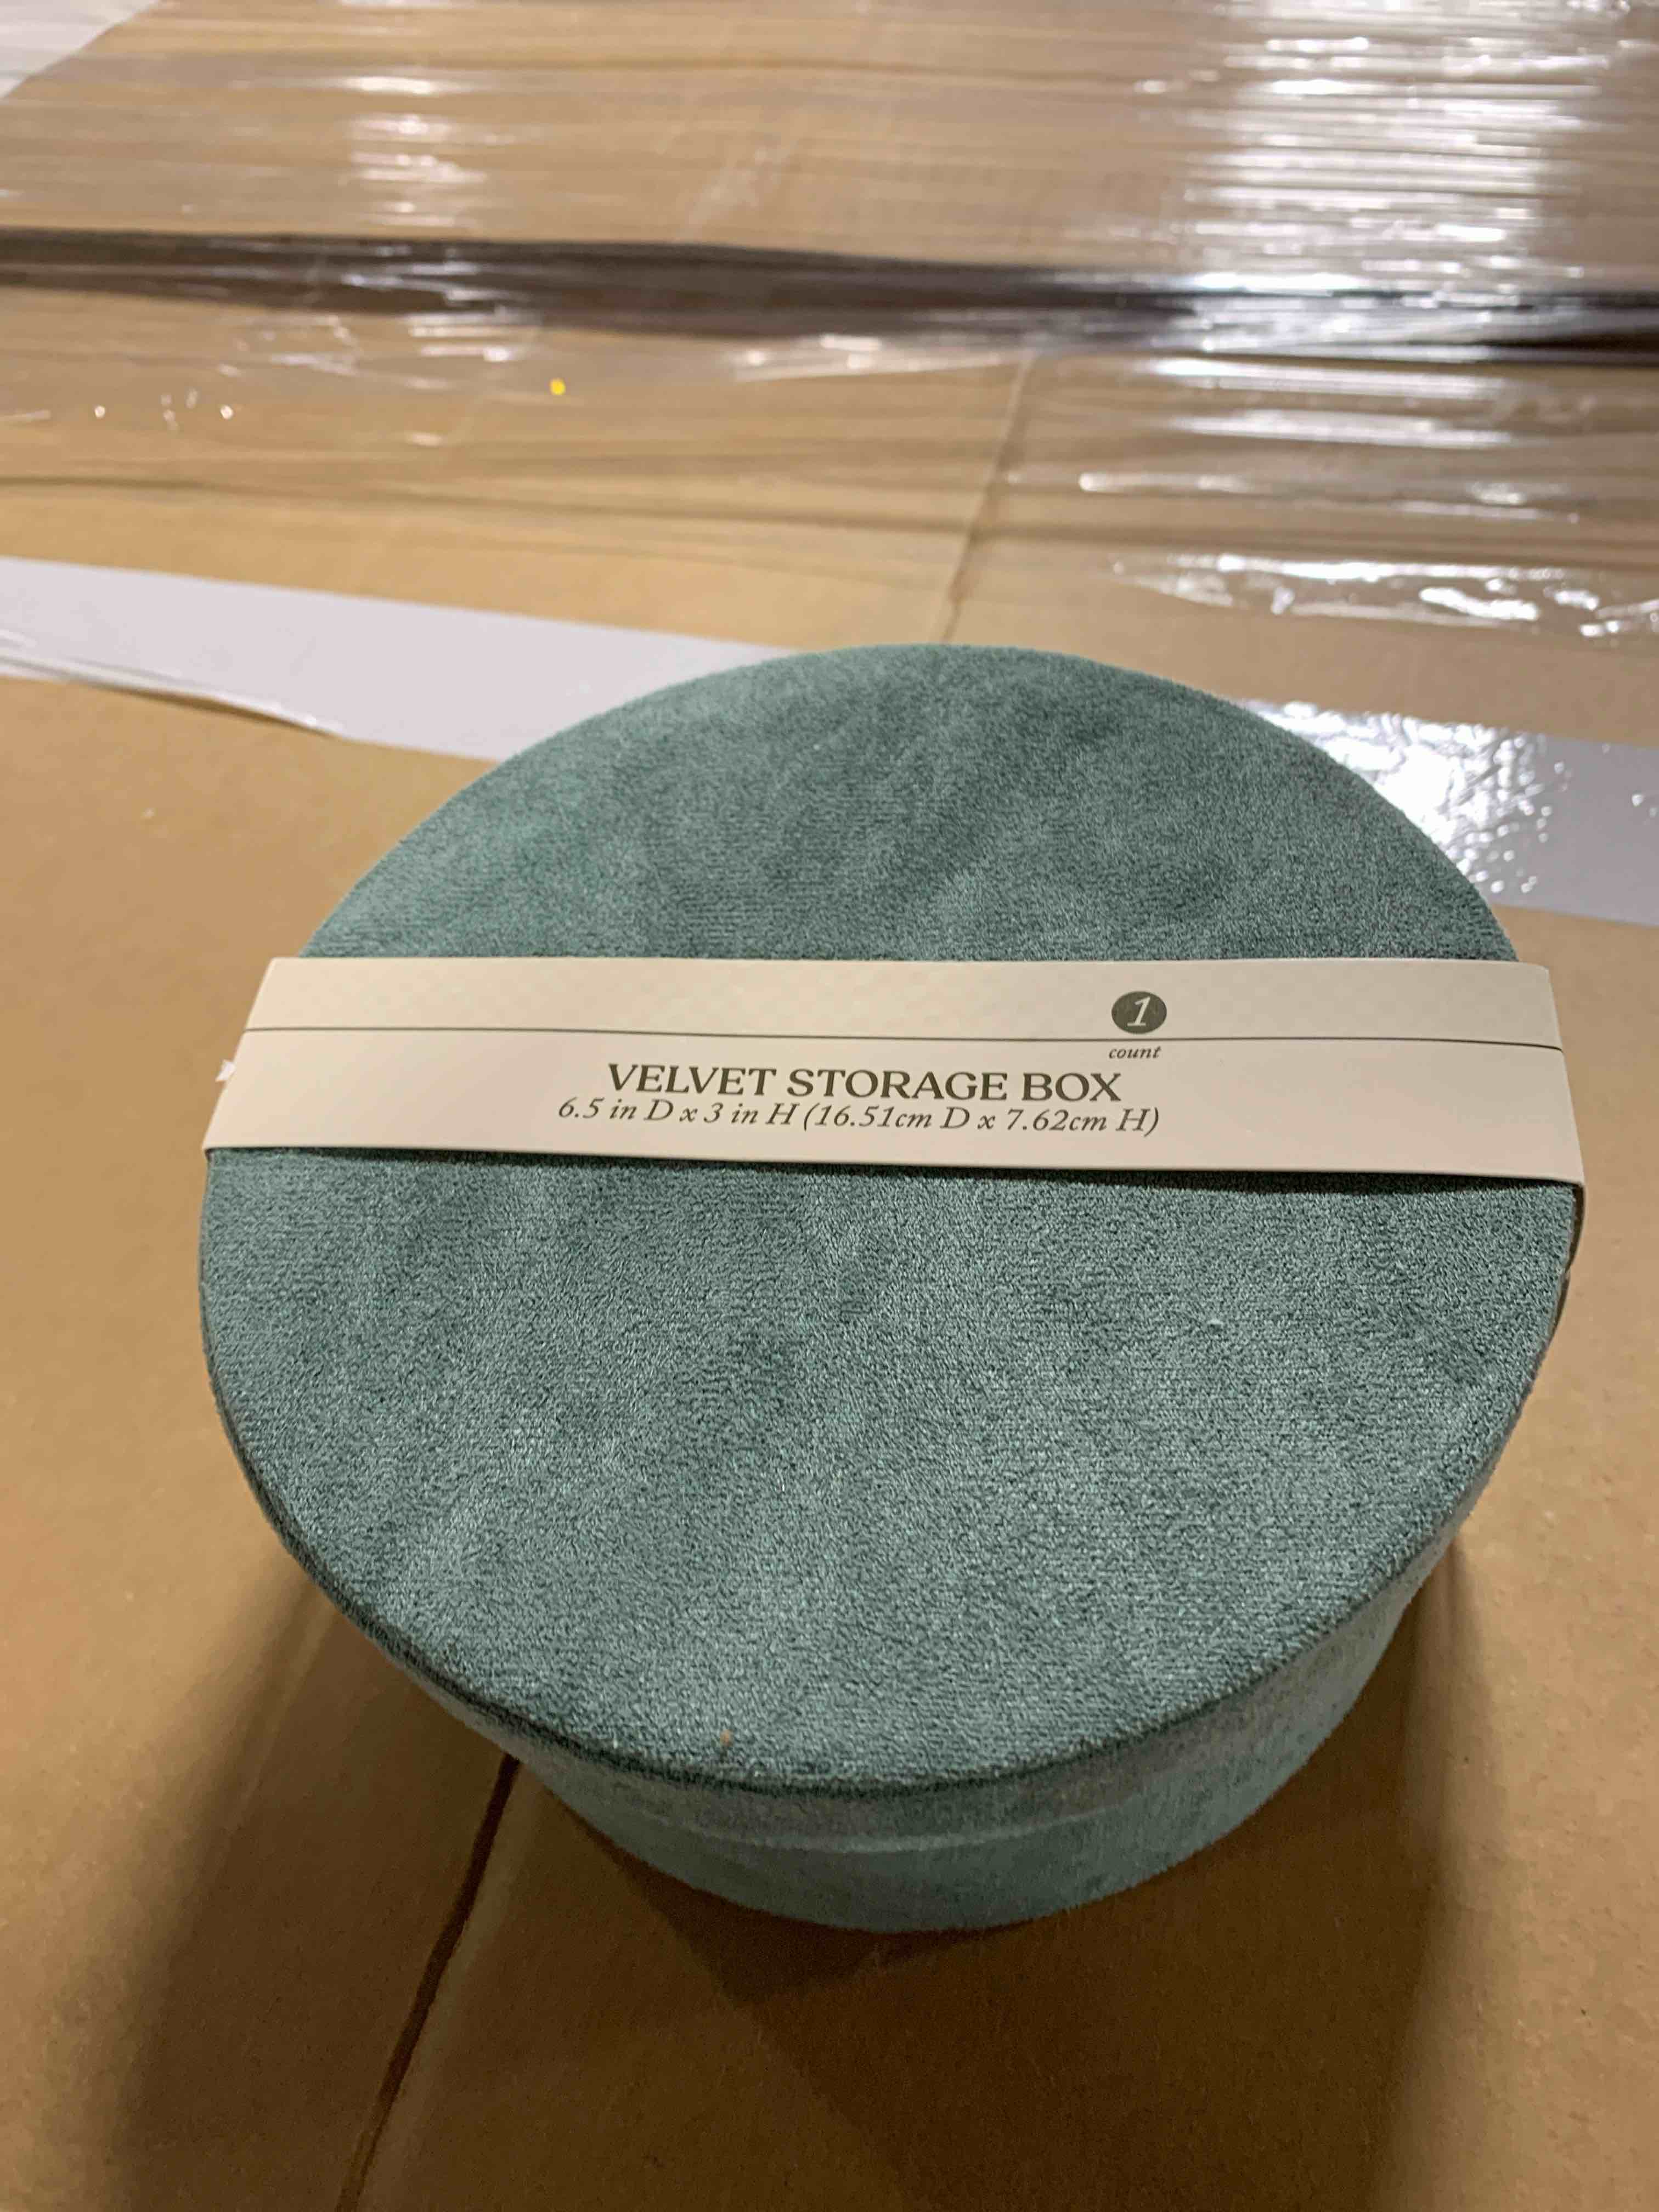 1
count
VELVET STORAGE BOX
6.5 in D x 3 in H (16.51cm D x 7.62cm H)